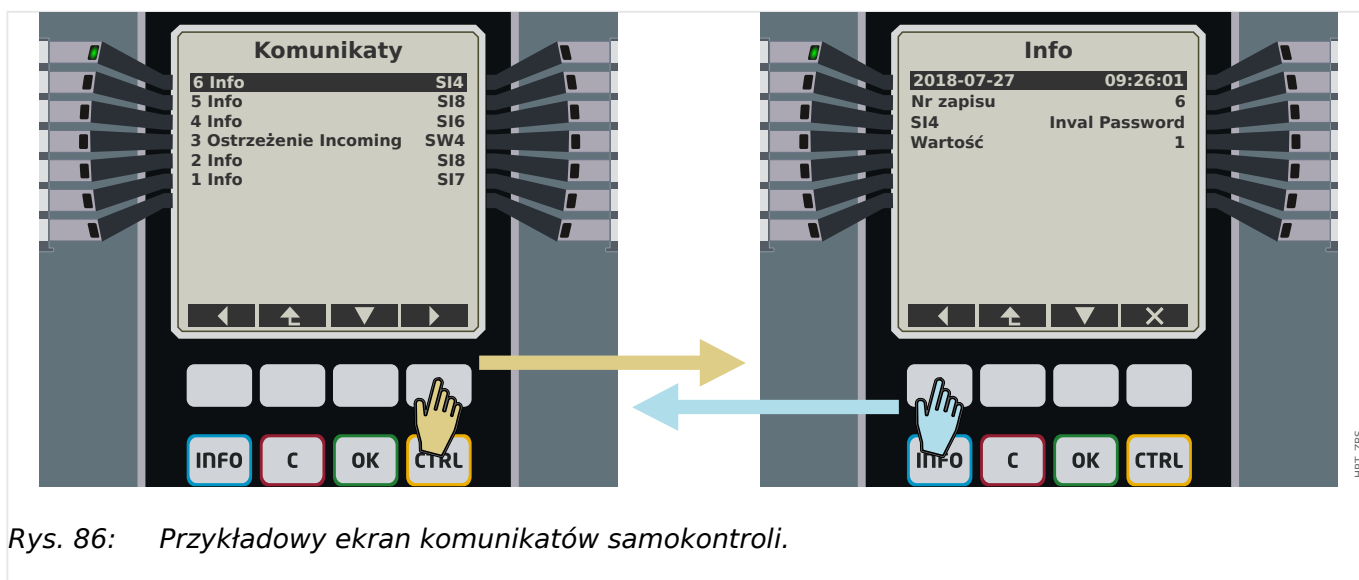 Komunikaty
6 Info SI4
5 Info SI8
4 Info SI6
3 Ostrzeżenie Incoming SW4
2 Info SI8
1 Info SI7
INFO C OK CTRL
Info
2018-07-27 09:26:01
Nr zapisu 6
SI4 Inval Password
Wartość 1
INFO C OK CTRL
Rys. 86: Przykładowy ekran komunikatów samokontroli.